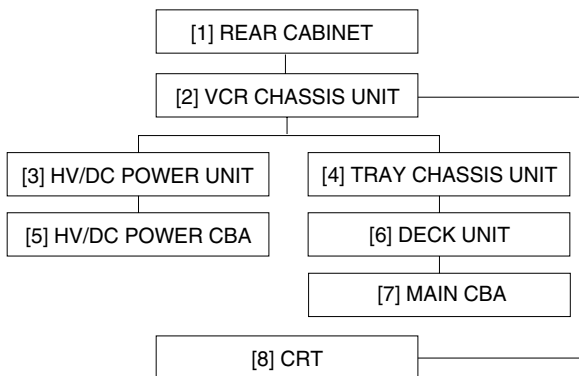 [1] REAR CABINET
[2] VCR CHASSIS UNIT
[3] HV/DC POWER UNIT
[4] TRAY CHASSIS UNIT
[5] HV/DC POWER CBA
[6] DECK UNIT
[7] MAIN CBA
[8] CRT